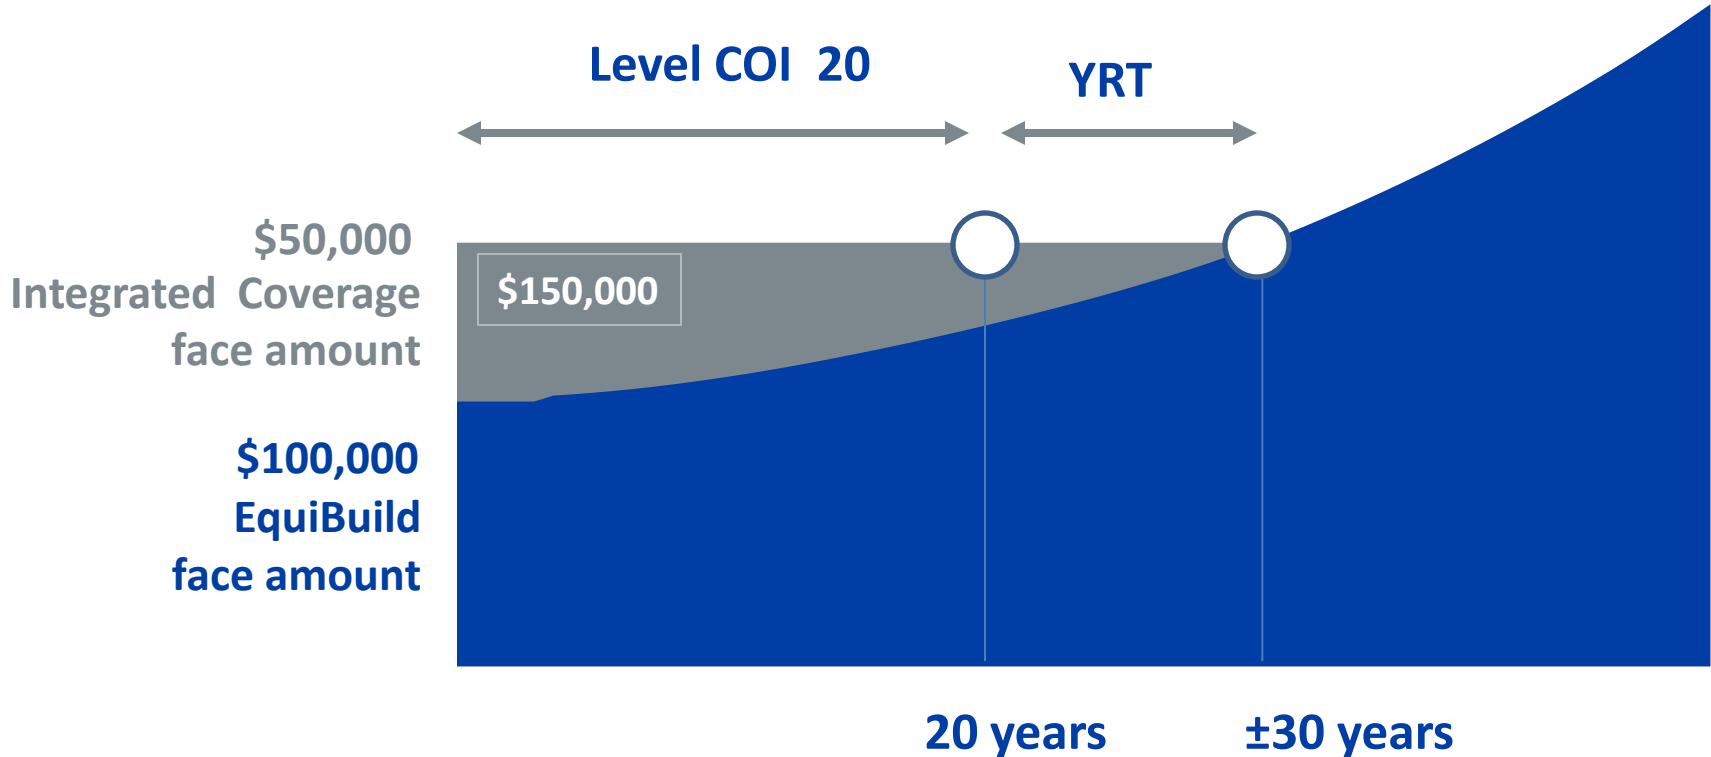 Level COI  20
YRT
$50,000
Integrated  Coverage
face amount
$150,000
$100,000
EquiBuild
face amount
20 years
±30 years